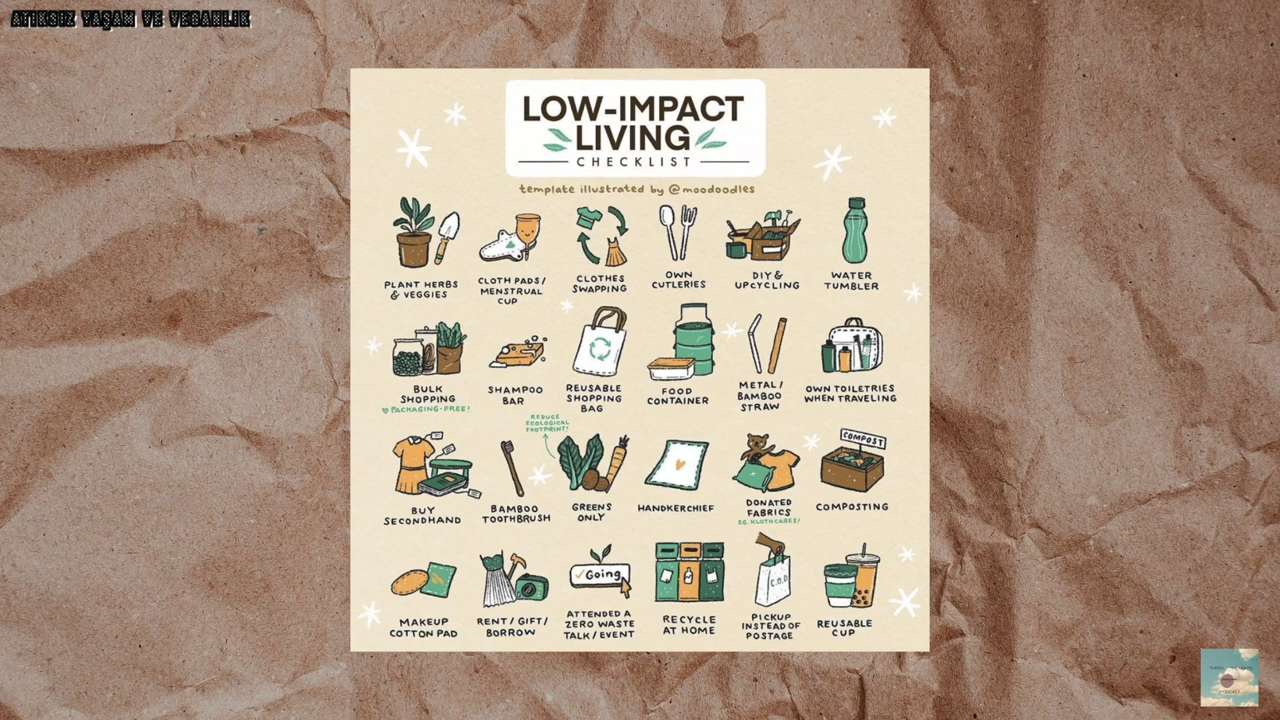 ATIKSIZ YAŞAM VE VEGANLIK
LOW-IMPACT
LIVING
CHECKLIST
template illustrated by @moodoodles
PLANT HERBS
& VEGGIES
CLOTH PADS/
MENSTRUAL
CUP
CLOTHES
SWAPPING
OWN
CUTLERIES
DIY &
UPCYCLING
WATER
TUMBLER
BULK
SHOPPING
PACKAGING-FREE!
SHAMPOO
BAR
REUSABLE
SHOPPING
BAG
FOOD
CONTAINER
METAL/
BAMBOO
STRAW
OWN TOILETRIES
WHEN TRAVELING
BUY
SECONDHAND
BAMBOO
TOOTHBRUSH
REDUCE
ECOLOGICAL
FOOTPRINT!
GREENS
ONLY
HANDKERCHIEF
DONATED
FABRICS
EG. KLOTHCARES!
COMPOST
COMPOSTING
MAKEUP
COTTON PAD
RENT / GIFT/
BORROW
Going
ATTENDED A
ZERO WASTE
TALK / EVENT
RECYCLE
AT HOME
C.O.D
PICKUP
INSTEAD OF
POSTAGE
REUSABLE
CUP